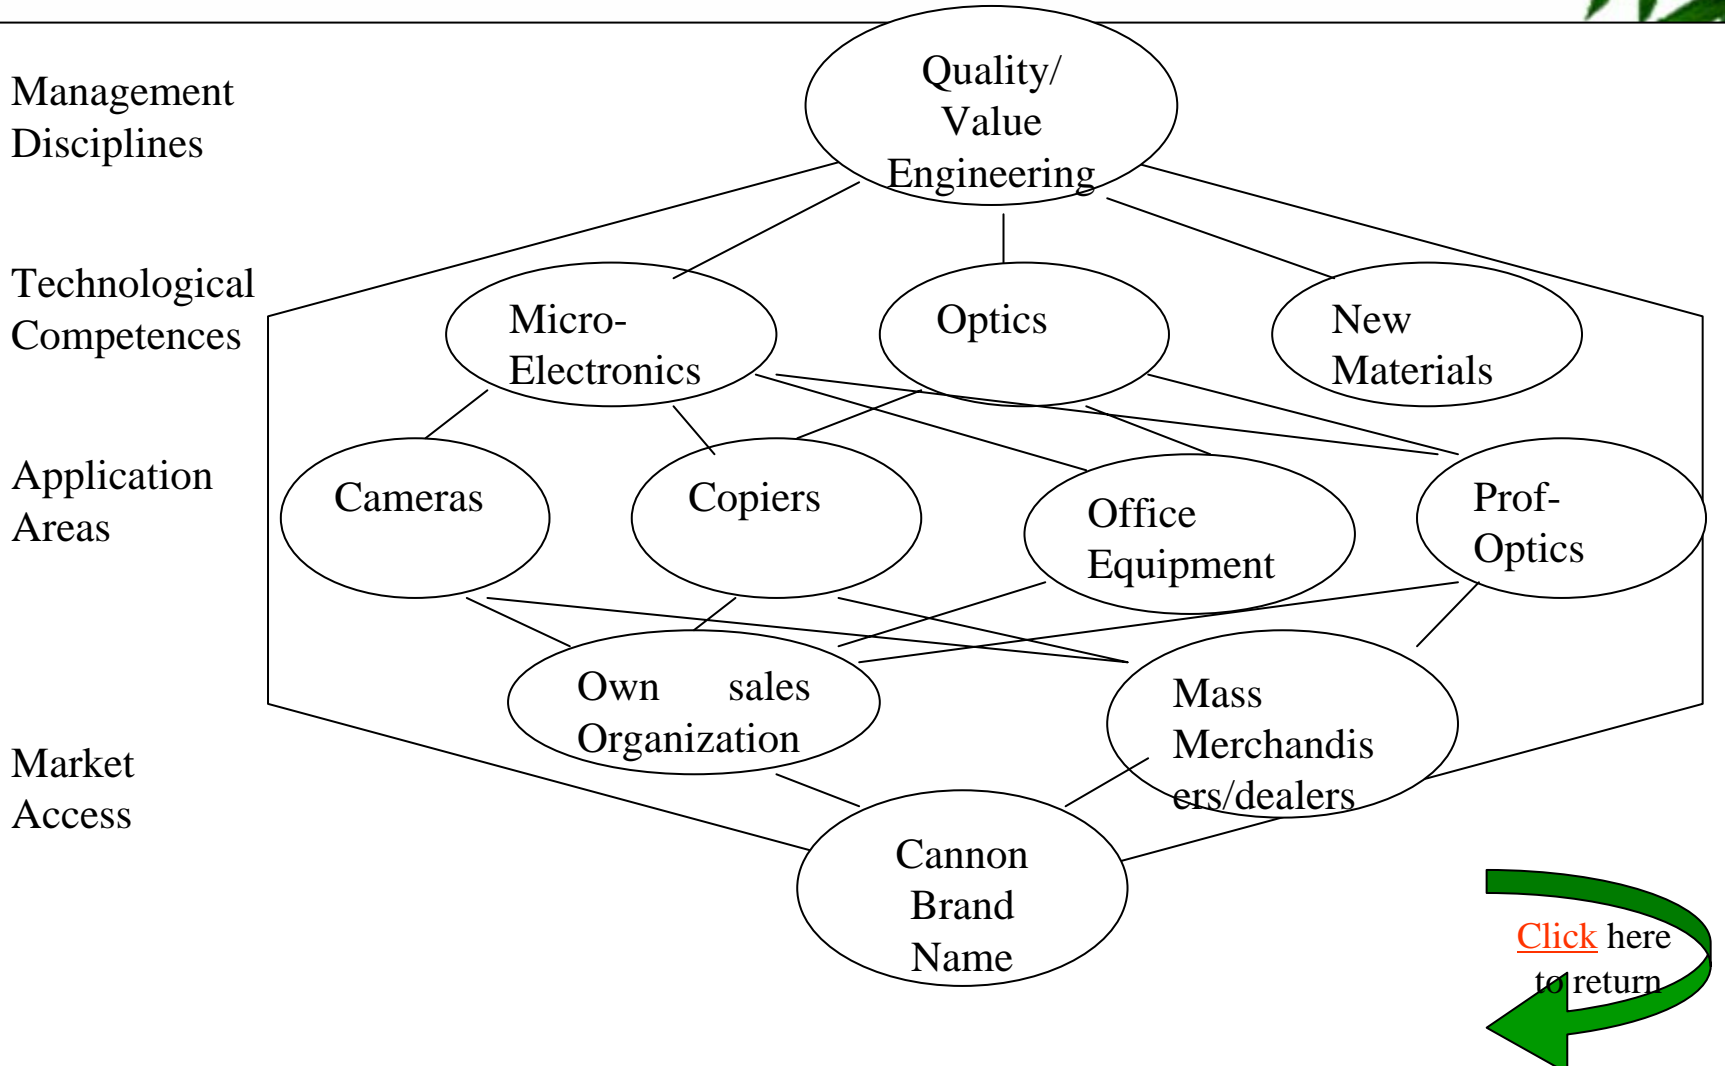 Quality/
Value
Engineering
Management
Disciplines
Technological
Competences
Micro-
Electronics
Optics
New
Materials
Application
Areas
Cameras
Copiers
Office
Equipment
Prof-
Optics
Own sales
Organization
Mass
Merchandis
ers/dealers
Market
Access
Cannon
Brand
Name
Click here
to return